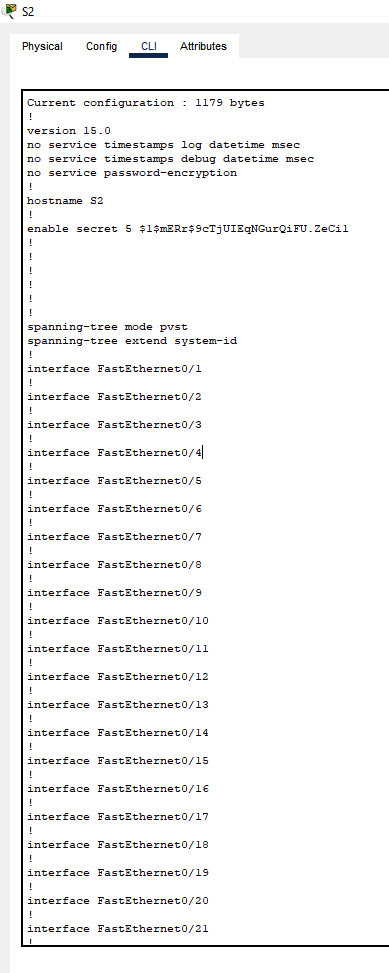 S2
Physical Config CLI Attributes
Current configuration : 1179 bytes
!
version 15.0
no service timestamps log datetime msec
no service timestamps debug datetime msec
no service password-encryption
!
hostname S2
!
enable secret 5 $1$mERr$9cTjUIEqNGurQiFU.ZeCi1
!
!
!
!
!
!
spanning-tree mode pvst
spanning-tree extend system-id
!
interface FastEthernet0/1
!
interface FastEthernet0/2
!
interface FastEthernet0/3
!
interface FastEthernet0/4
!
interface FastEthernet0/5
!
interface FastEthernet0/6
!
interface FastEthernet0/7
!
interface FastEthernet0/8
!
interface FastEthernet0/9
!
interface FastEthernet0/10
!
interface FastEthernet0/11
!
interface FastEthernet0/12
!
interface FastEthernet0/13
!
interface FastEthernet0/14
!
interface FastEthernet0/15
!
interface FastEthernet0/16
!
interface FastEthernet0/17
!
interface FastEthernet0/18
!
interface FastEthernet0/19
!
interface FastEthernet0/20
!
interface FastEthernet0/21
!